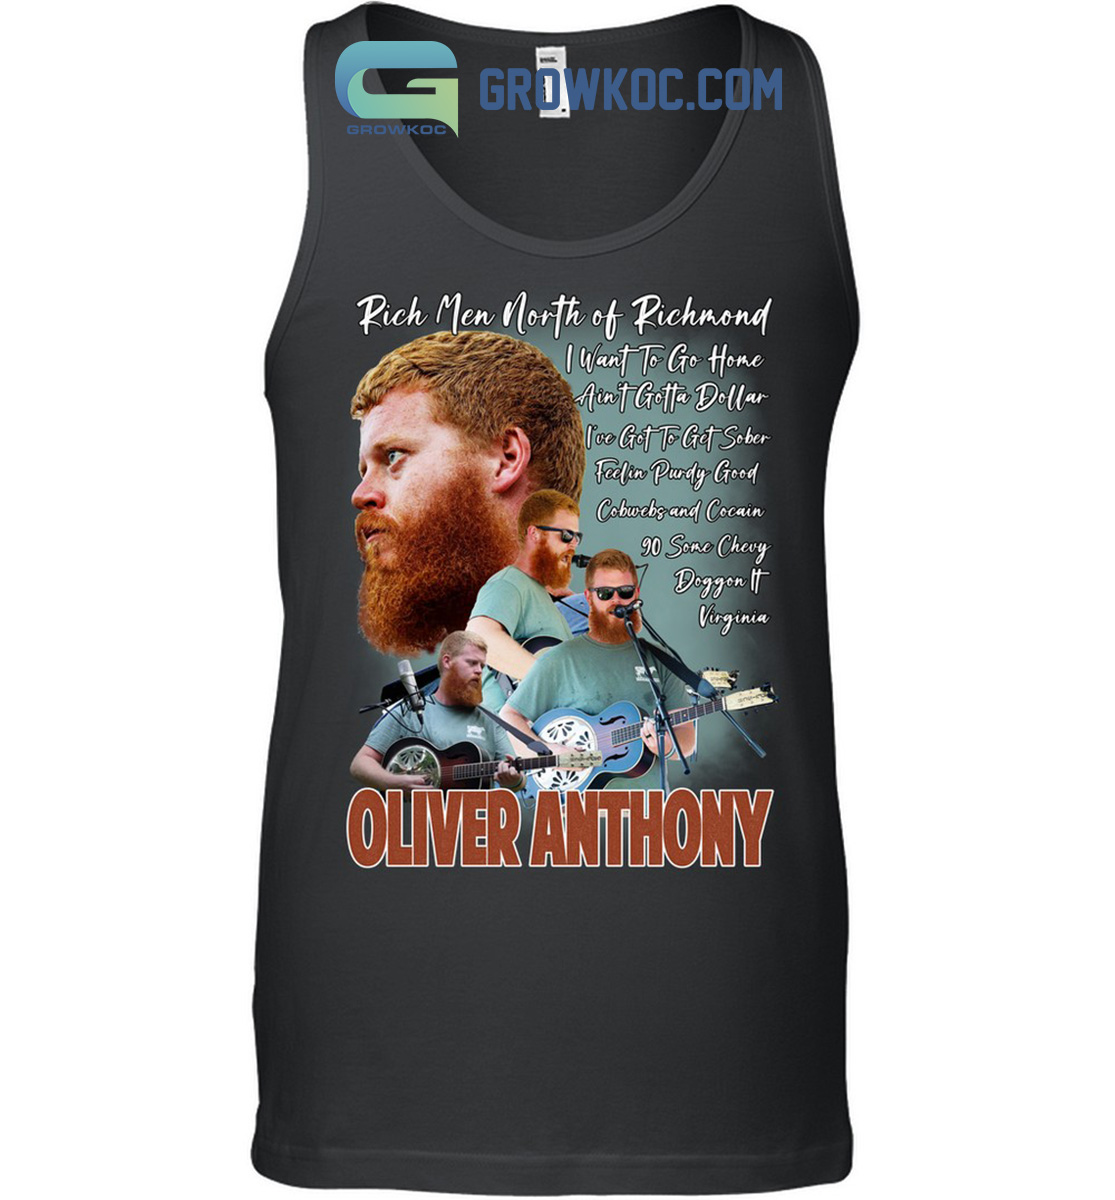 GROWKOC
GROWKOC.COM
Rich Men North of Richmond
I Want To Go Home
Ain't Gotta Dollar
I've Got To Get Sober
Feelin Purdy Good
Cobwebs and Cocain
90 Some Chevy
Doggon It
Virginia
OLIVER ANTHONY